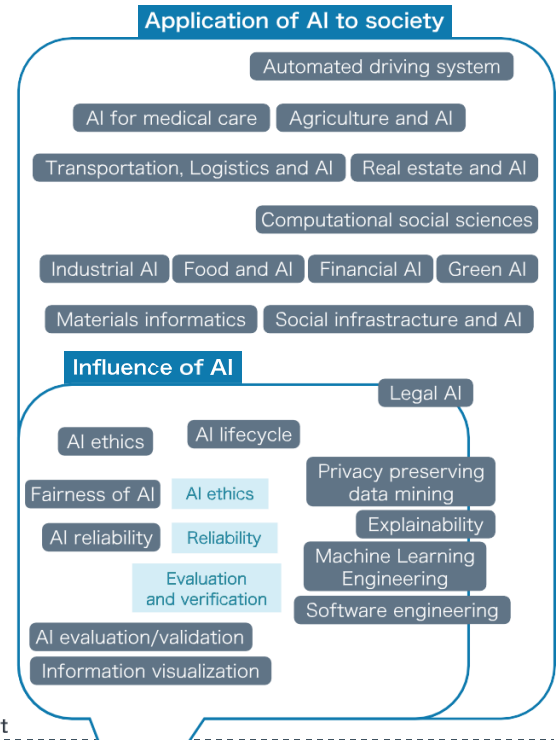 Application of AI to society
Automated driving system
AI for medical care
Agriculture and AI
Transportation, Logistics and AI
Real estate and AI
Computational social sciences
Industrial AI
Food and AI
Financial AI
Green AI
Materials informatics
Social infrastracture and AI
Influence of AI
Legal AI
AI ethics
AI lifecycle
Privacy preserving
data mining
Fairness of AI
AI ethics
Explainability
AI reliability
Reliability
Machine Learning
Engineering
Evaluation
and verification
Software engineering
AI evaluation/validation
Information visualization
t